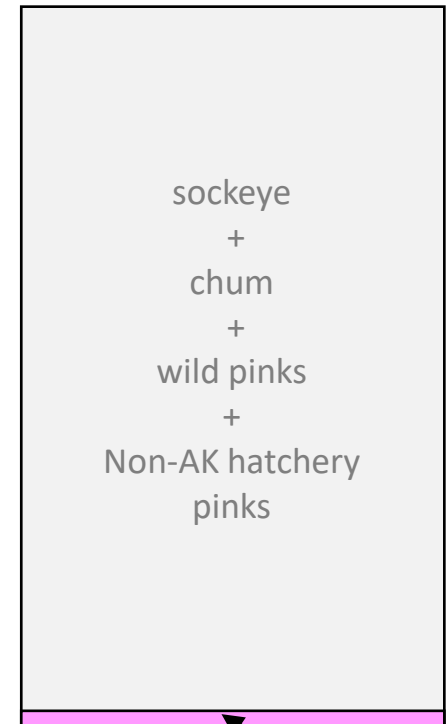 sockeye
+
chum
+
wild pinks
+
Non-AK hatchery
pinks